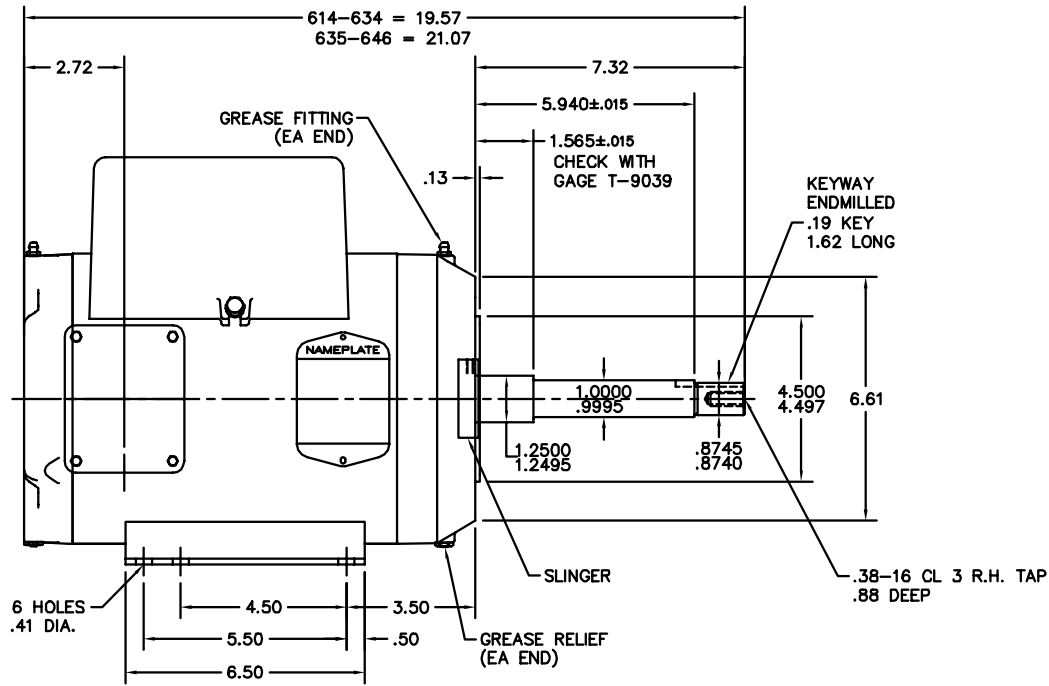 614-634 = 19.57
635-646 = 21.07
2.72
7.32
5.940±.015
GREASE FITTING
(EA END)
1.565±.015
CHECK WITH
GAGE T-9039
.13
KEYWAY
ENDMILLED
.19 KEY
1.62 LONG
NAMEPLATE
1.0000
.9995
4.500
4.497
6.61
1.2500
1.2495
.8745
.8740
SLINGER
.38-16 CL 3 R.H. TAP
.88 DEEP
6 HOLES
.41 DIA.
4.50
3.50
5.50
.50
GREASE RELIEF
(EA END)
6.50